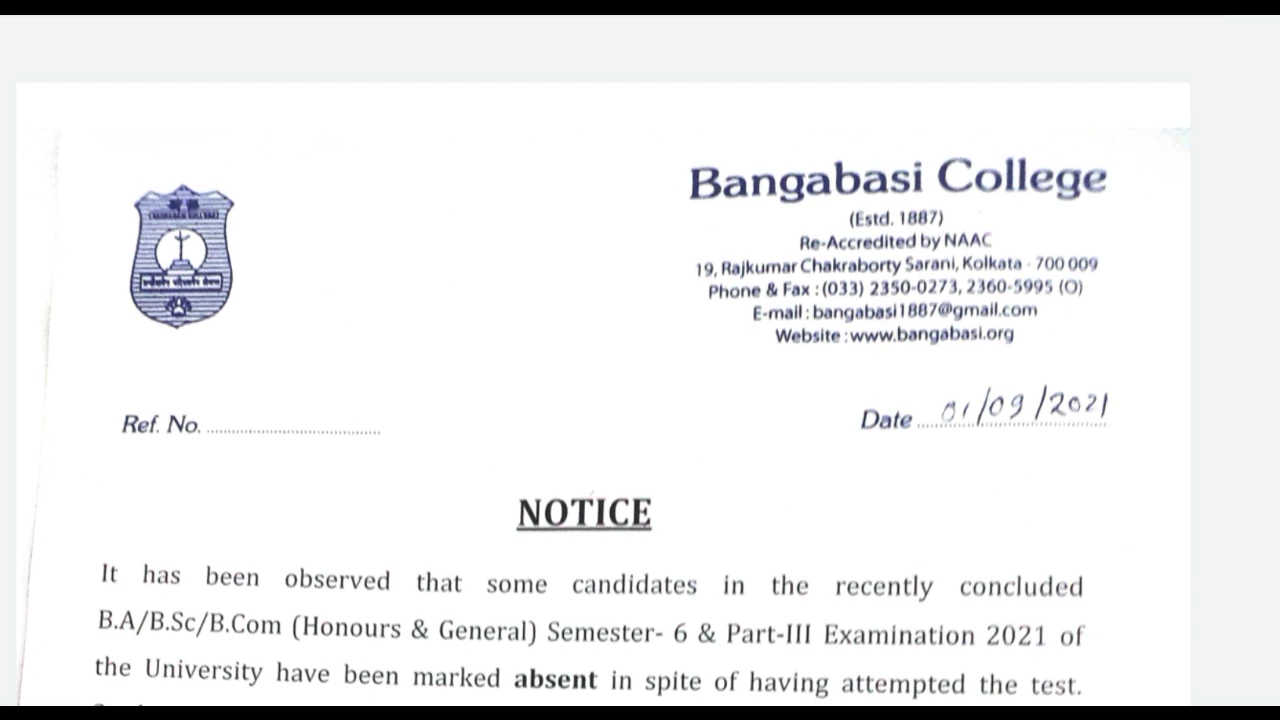 Bangabasi College
(Estd. 1887)
Re-Accredited by NAAC
19, Rajkumar Chakraborty Sarani, Kolkata - 700 009
Phone & Fax : (033) 2350-0273, 2360-5995 (O)
E-mail : bangabasi1887@gmail.com
Website : www.bangabasi.org
Ref. No. ....................................
Date 01/09/2021
NOTICE
It has been observed that some candidates in the recently concluded
B.A/B.Sc/B.Com (Honours & General) Semester- 6 & Part-III Examination 2021 of
the University have been marked absent in spite of having attempted the test.